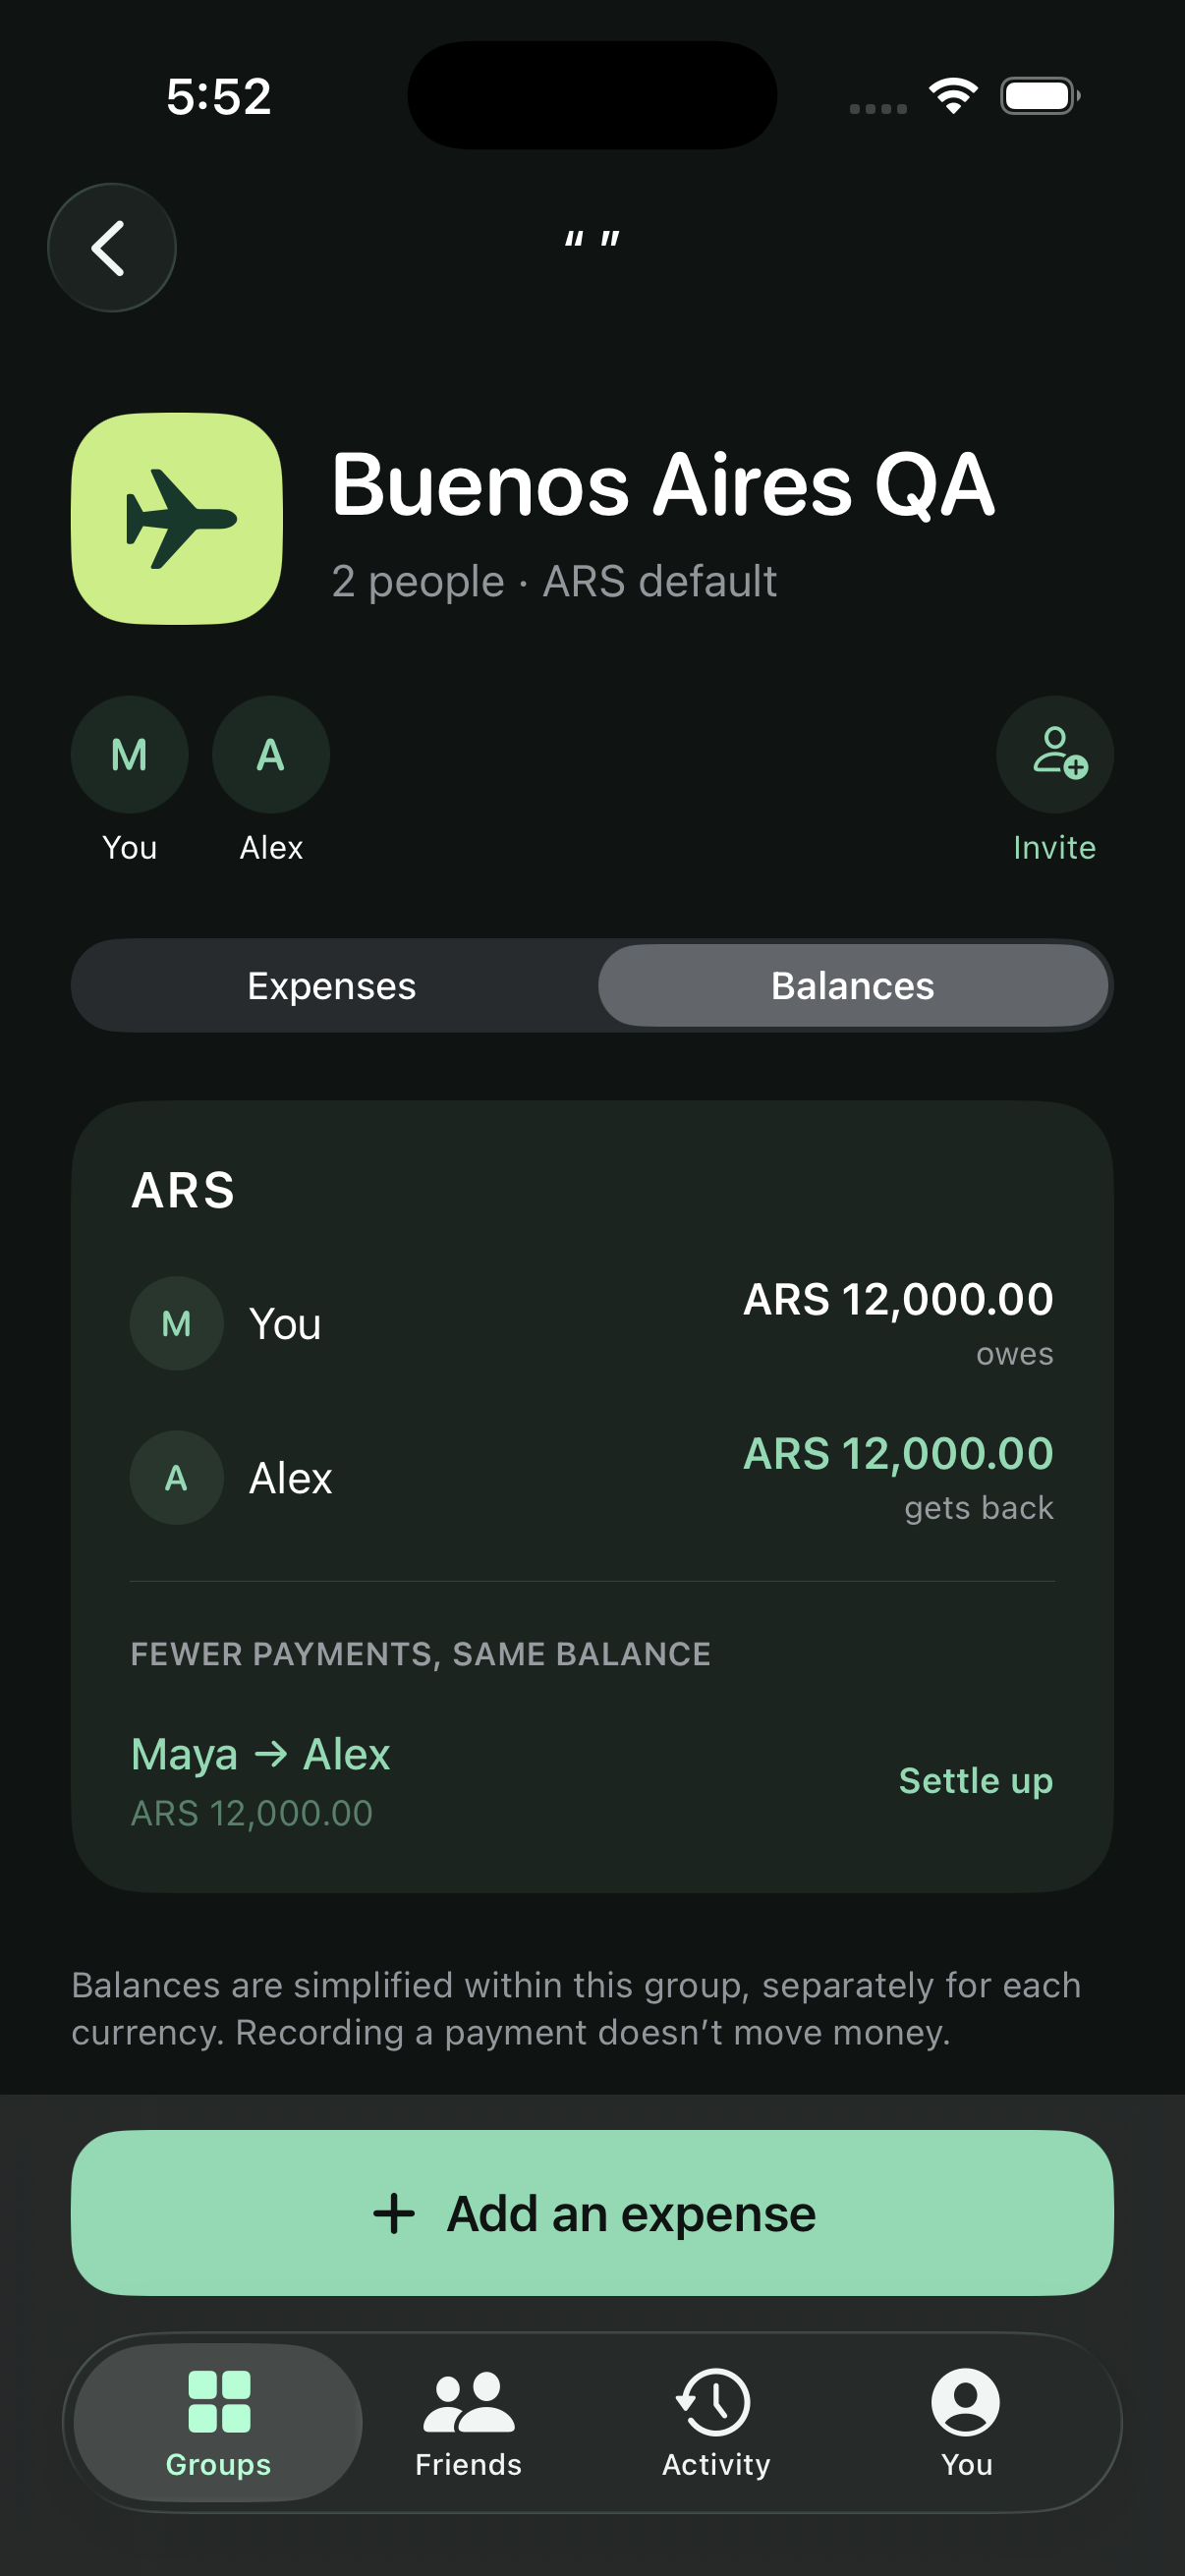 5:52
“ ”
Buenos Aires QA
2 people · ARS default
M
A
You
Alex
Invite
Expenses
Balances
ARS
M
You
ARS 12,000.00
owes
A
Alex
ARS 12,000.00
gets back
FEWER PAYMENTS, SAME BALANCE
Maya → Alex
ARS 12,000.00
Settle up
Balances are simplified within this group, separately for each
currency. Recording a payment doesn’t move money.
+ Add an expense
Groups
Friends
Activity
You